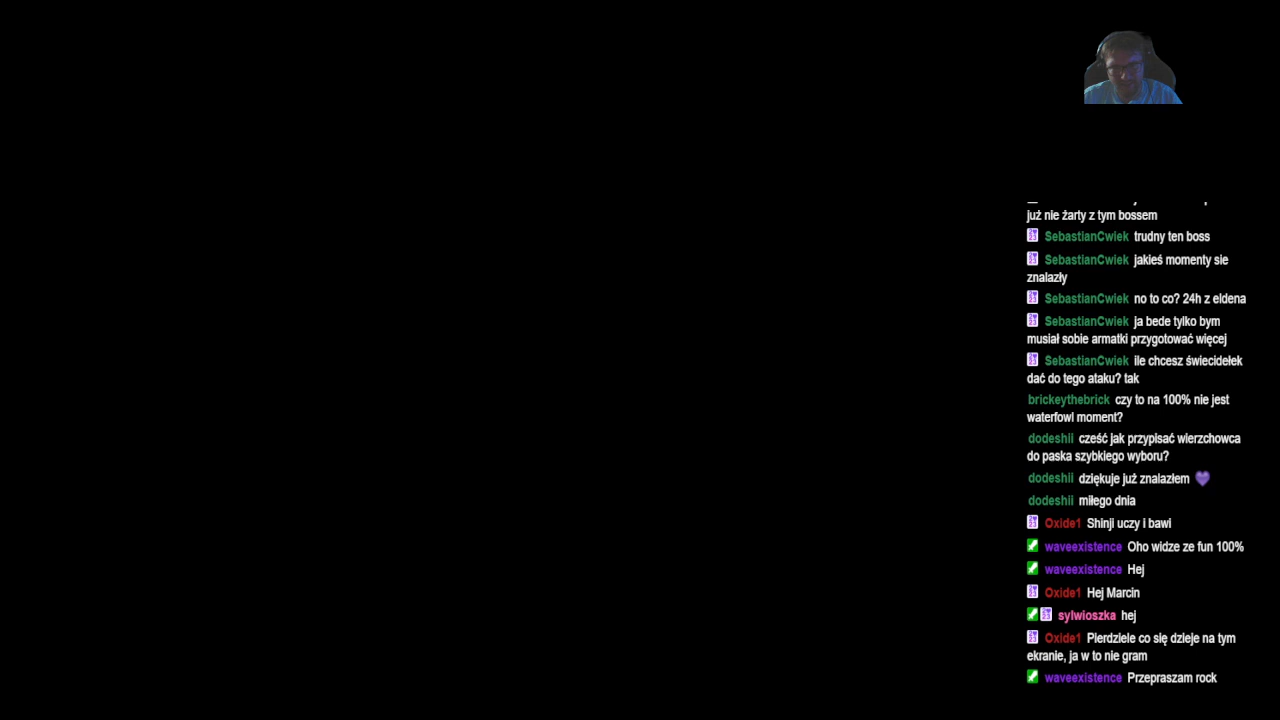 już nie żarty z tym bossem
SebastianCwiek trudny ten boss
SebastianCwiek jakieś momenty sie
znalazły
SebastianCwiek no to co? 24h z eldena
SebastianCwiek ja bede tylko bym
musiał sobie armatki przygotować więcej
SebastianCwiek ile chcesz świecidełek
dać do tego ataku? tak
brickeythebrick czy to na 100% nie jest
waterfowl moment?
dodeshii cześć jak przypisać wierzchowca
do paska szybkiego wyboru?
dodeshii dziękuje już znalazłem
dodeshii miłego dnia
Oxide1 Shinji uczy i bawi
waveexistence Oho widze ze fun 100%
waveexistence Hej
Oxide1 Hej Marcin
sylwioszka hej
Oxide1 Pierdziele co się dzieje na tym
ekranie, ja w to nie gram
waveexistence Przepraszam rock